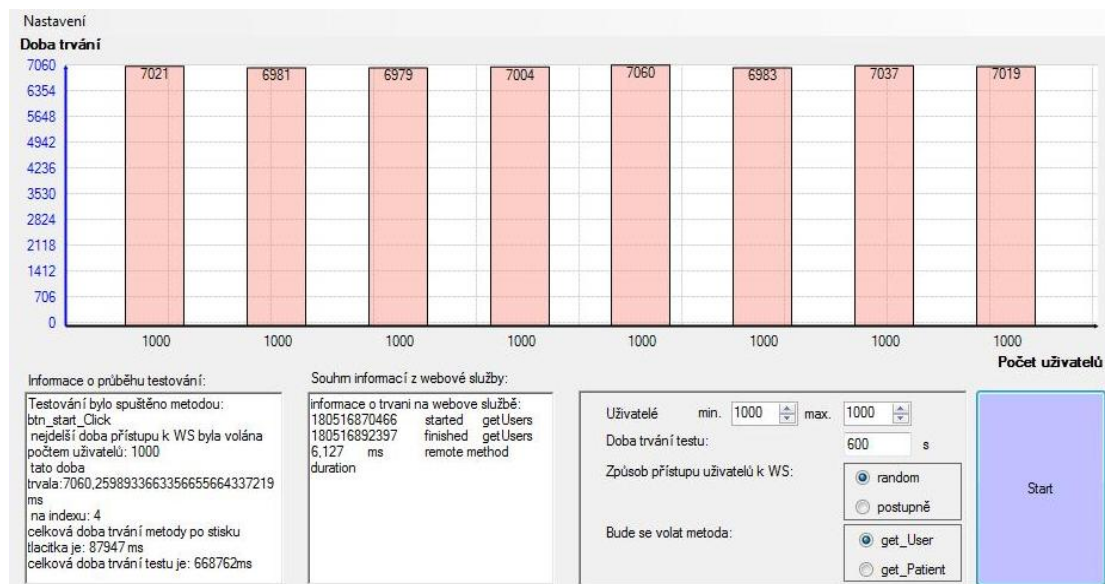 Nastavení
Doba trvání
7060
6354
5648
4942
4236
3530
2824
2118
1412
706
0
7021 6981 6979 7004 7060 6983 7037 7019
1000 1000 1000 1000 1000 1000 1000 1000
Počet uživatelů
Informace o průběhu testování:
Testování bylo spuštěno metodou:
btn_start_Click
nejdelší doba přístupu k WS byla volána
počtem uživatelů: 1000
tato doba
trvala:7060,2598933663356655664337219
ms
na indexu: 4
celková doba trvání metody po stisku
tlacitka je: 87947 ms
celková doba trvání testu je: 668762ms
Souhrn informací z webové služby:
informace o trvani na webove službě:
180516870466 started getUsers
180516892397 finished getUsers
6,127 ms remote method
duration
Uživatelé min. 1000 max. 1000
Doba trvání testu: 600 s
Způsob přístupu uživatelů k WS:
random
postupně
Bude se volat metoda:
get_User
get_Patient
Start